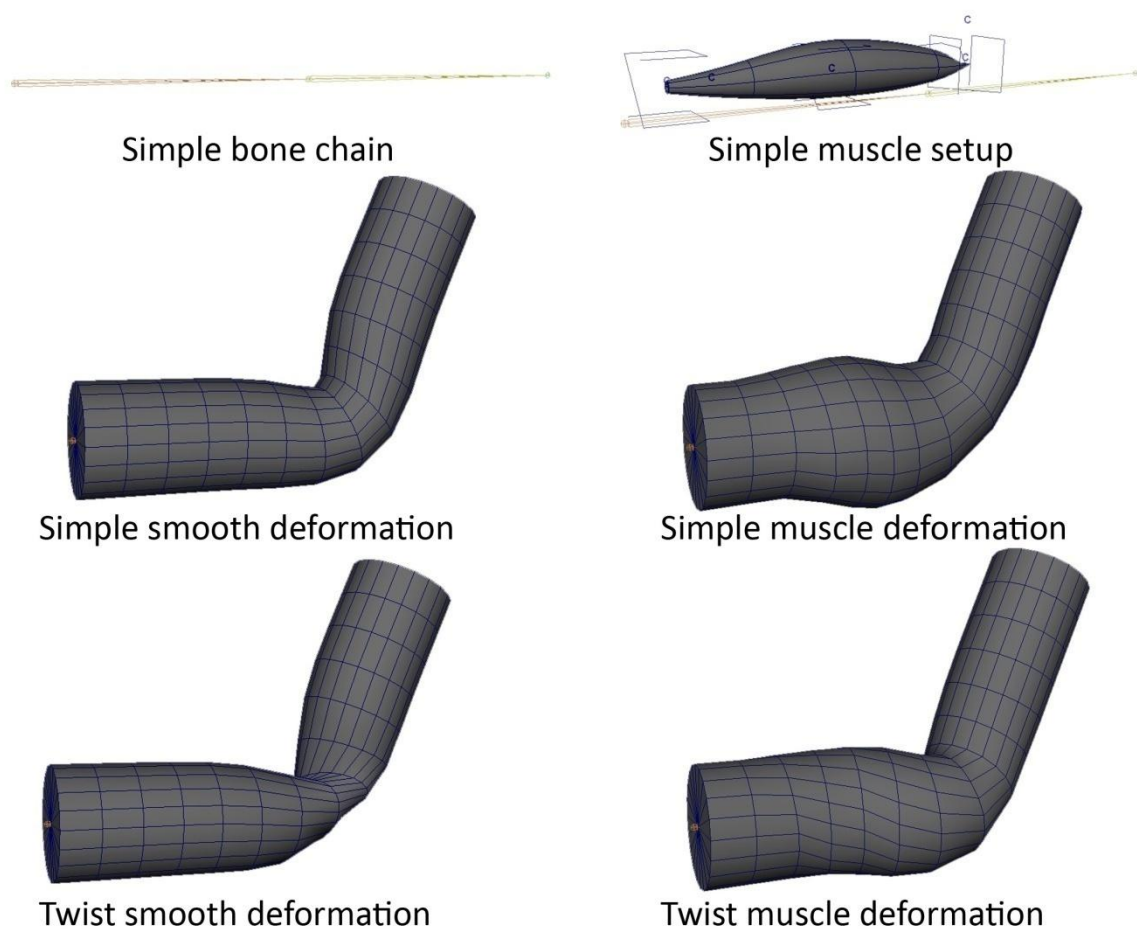 C
C
C
C
C
Simple bone chain
Simple muscle setup
Simple smooth deformation
Simple muscle deformation
Twist smooth deformation
Twist muscle deformation